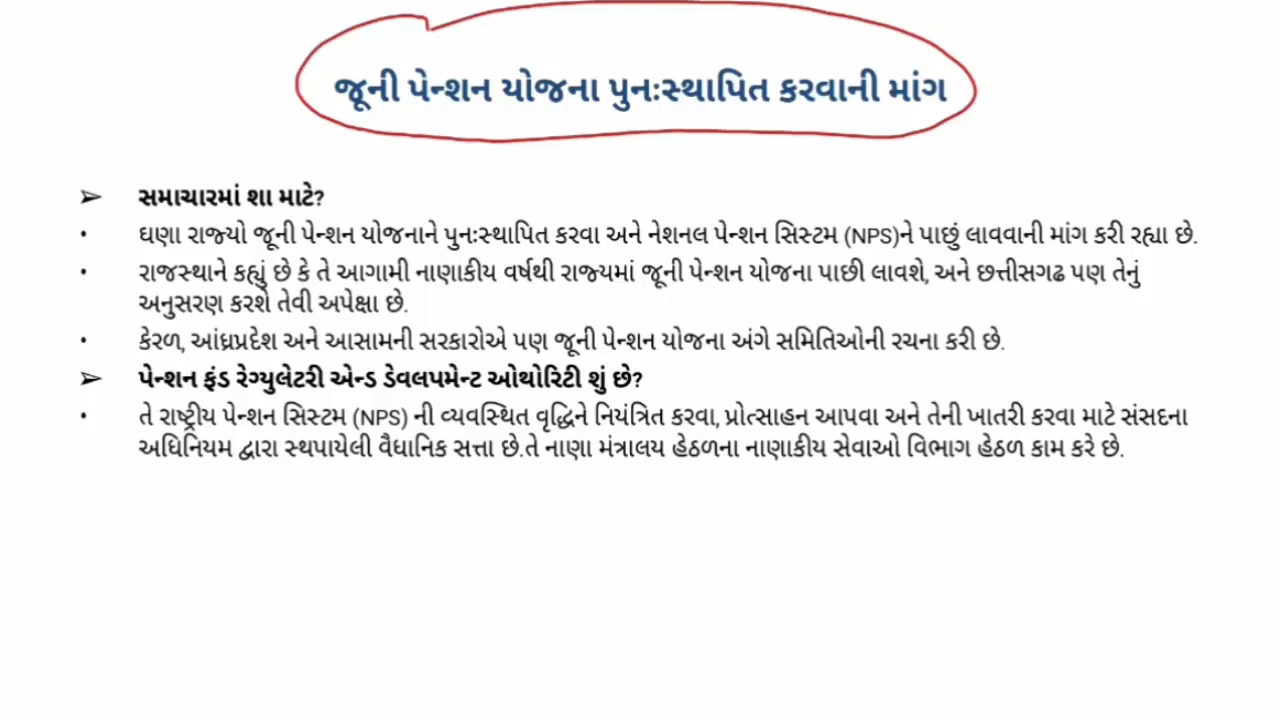 જૂની પેન્શન યોજના પુનઃસ્થાપિત કરવાની માંગ
➢ સમાચારમાં શા માટે?
• ઘણા રાજ્યો જૂની પેન્શન યોજનાને પુનઃસ્થાપિત કરવા અને નેશનલ પેન્શન સિસ્ટમ (NPS)ને પાછું લાવવાની માંગ કરી રહ્યા છે.
• રાજસ્થાને કહ્યું છે કે તે આગામી નાણાકીય વર્ષથી રાજ્યમાં જૂની પેન્શન યોજના પાછી લાવશે, અને છત્તીસગઢ પણ તેનું
અનુસરણ કરશે તેવી અપેક્ષા છે.
• કેરળ, આંધ્રપ્રદેશ અને આસામની સરકારોએ પણ જૂની પેન્શન યોજના અંગે સમિતિઓની રચના કરી છે.
➢ પેન્શન ફંડ રેગ્યુલેટરી એન્ડ ડેવલપમેન્ટ ઓથોરિટી શું છે?
• તે રાષ્ટ્રીય પેન્શન સિસ્ટમ (NPS) ની વ્યવસ્થિત વૃદ્ધિને નિયંત્રિત કરવા, પ્રોત્સાહન આપવા અને તેની ખાતરી કરવા માટે સંસદના
અધિનિયમ દ્વારા સ્થપાયેલી વૈધાનિક સત્તા છે.તે નાણા મંત્રાલય હેઠળના નાણાકીય સેવાઓ વિભાગ હેઠળ કામ કરે છે.